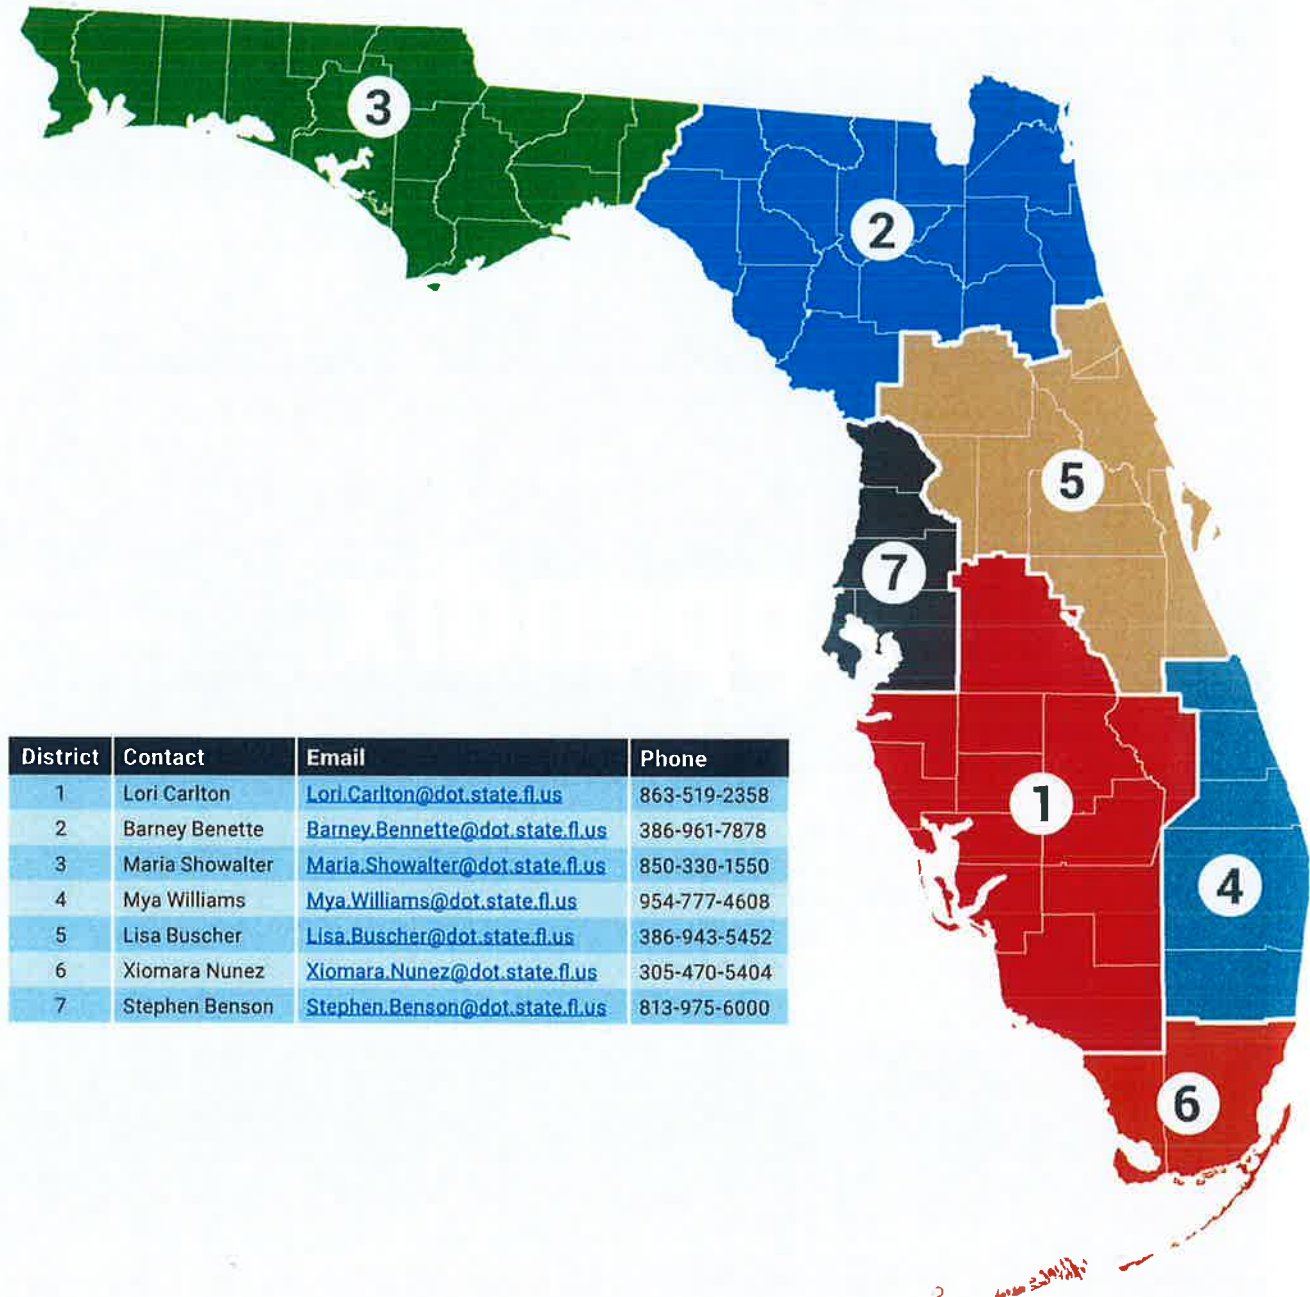 3
2
5
7
District Contact Email Phone
1 Lori Carlton Lori.Carlton@dot.state.fl.us 863-519-2358
2 Barney Benette Barney.Bennette@dot.state.fl.us 386-961-7878
3 Maria Showalter Maria.Showalter@dot.state.fl.us 850-330-1550
4 Mya Williams Mya.Williams@dot.state.fl.us 954-777-4608
5 Lisa Buscher Lisa.Buscher@dot.state.fl.us 386-943-5452
6 Xiomara Nunez Xiomara.Nunez@dot.state.fl.us 305-470-5404
7 Stephen Benson Stephen.Benson@dot.state.fl.us 813-975-6000
1
4
6